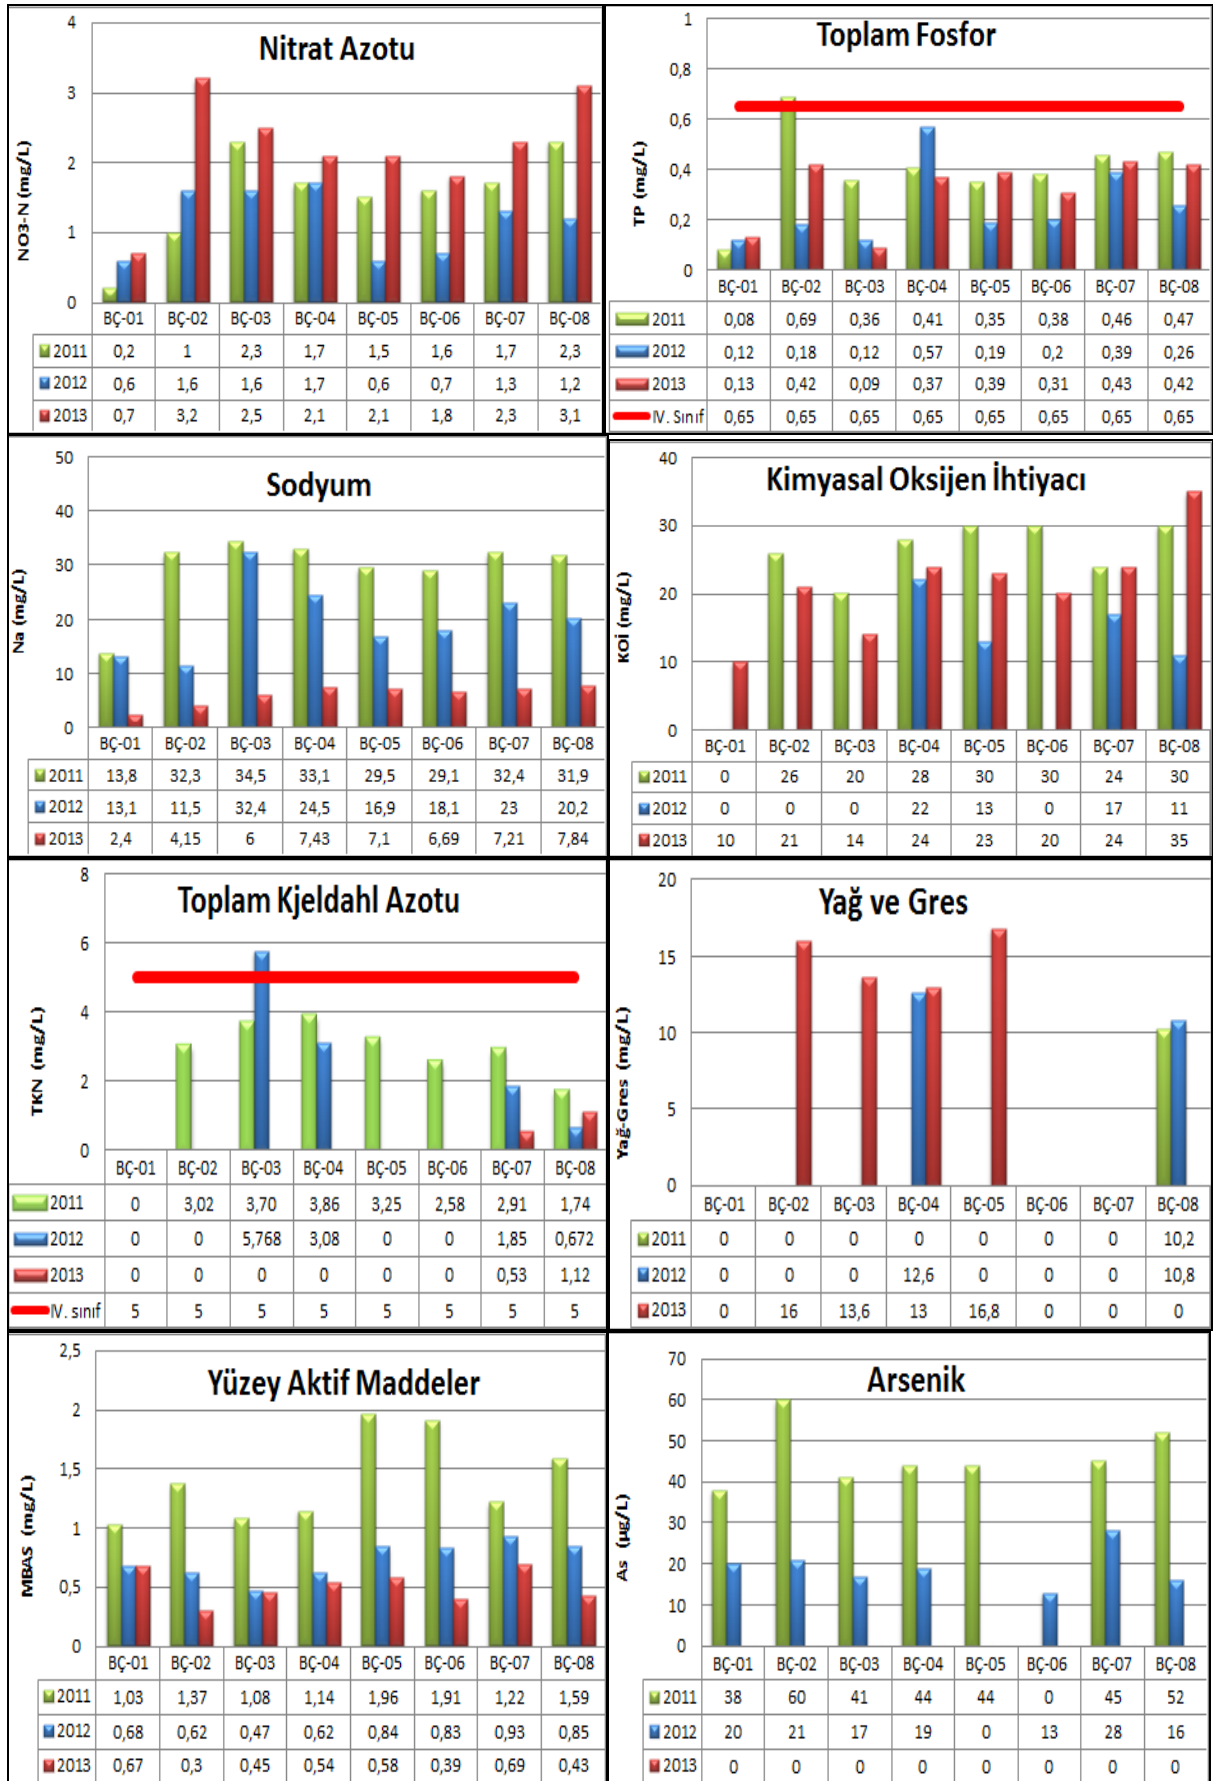 Nitrat Azotu
NO3-N (mg/L)
4
3
2
1
0
BÇ-01 BÇ-02 BÇ-03 BÇ-04 BÇ-05 BÇ-06 BÇ-07 BÇ-08
2011 0,2 1 2,3 1,7 1,5 1,6 1,7 2,3
2012 0,6 1,6 1,6 1,7 0,6 0,7 1,3 1,2
2013 0,7 3,2 2,5 2,1 2,1 1,8 2,3 3,1
Toplam Fosfor
TP (mg/L)
1
0,8
0,6
0,4
0,2
0
BÇ-01 BÇ-02 BÇ-03 BÇ-04 BÇ-05 BÇ-06 BÇ-07 BÇ-08
2011 0,08 0,69 0,36 0,41 0,35 0,38 0,46 0,47
2012 0,12 0,18 0,12 0,57 0,19 0,2 0,39 0,26
2013 0,13 0,42 0,09 0,37 0,39 0,31 0,43 0,42
IV. Sınıf 0,65 0,65 0,65 0,65 0,65 0,65 0,65 0,65
Sodyum
Na (mg/L)
50
40
30
20
10
0
BÇ-01 BÇ-02 BÇ-03 BÇ-04 BÇ-05 BÇ-06 BÇ-07 BÇ-08
2011 13,8 32,3 34,5 33,1 29,5 29,1 32,4 31,9
2012 13,1 11,5 32,4 24,5 16,9 18,1 23 20,2
2013 2,4 4,15 6 7,43 7,1 6,69 7,21 7,84
Kimyasal Oksijen İhtiyacı
KOİ (mg/L)
40
30
20
10
0
BÇ-01 BÇ-02 BÇ-03 BÇ-04 BÇ-05 BÇ-06 BÇ-07 BÇ-08
2011 0 26 20 28 30 30 24 30
2012 0 0 0 22 13 0 17 11
2013 10 21 14 24 23 20 24 35
Toplam Kjeldahl Azotu
TKN (mg/L)
8
6
4
2
0
BÇ-01 BÇ-02 BÇ-03 BÇ-04 BÇ-05 BÇ-06 BÇ-07 BÇ-08
2011 0 3,02 3,70 3,86 3,25 2,58 2,91 1,74
2012 0 0 5,768 3,08 0 0 1,85 0,672
2013 0 0 0 0 0 0 0,53 1,12
IV. sınıf 5 5 5 5 5 5 5 5
Yağ ve Gres
Yağ-Gres (mg/L)
20
15
10
5
0
BÇ-01 BÇ-02 BÇ-03 BÇ-04 BÇ-05 BÇ-06 BÇ-07 BÇ-08
2011 0 0 0 0 0 0 0 10,2
2012 0 0 0 12,6 0 0 0 10,8
2013 0 16 13,6 13 16,8 0 0 0
Yüzey Aktif Maddeler
MBAS (mg/L)
2,5
2
1,5
1
0,5
0
BÇ-01 BÇ-02 BÇ-03 BÇ-04 BÇ-05 BÇ-06 BÇ-07 BÇ-08
2011 1,03 1,37 1,08 1,14 1,96 1,91 1,22 1,59
2012 0,68 0,62 0,47 0,62 0,84 0,83 0,93 0,85
2013 0,67 0,3 0,45 0,54 0,58 0,39 0,69 0,43
Arsenik
As (µg/L)
70
60
50
40
30
20
10
0
BÇ-01 BÇ-02 BÇ-03 BÇ-04 BÇ-05 BÇ-06 BÇ-07 BÇ-08
2011 38 60 41 44 44 0 45 52
2012 20 21 17 19 0 13 28 16
2013 0 0 0 0 0 0 0 0